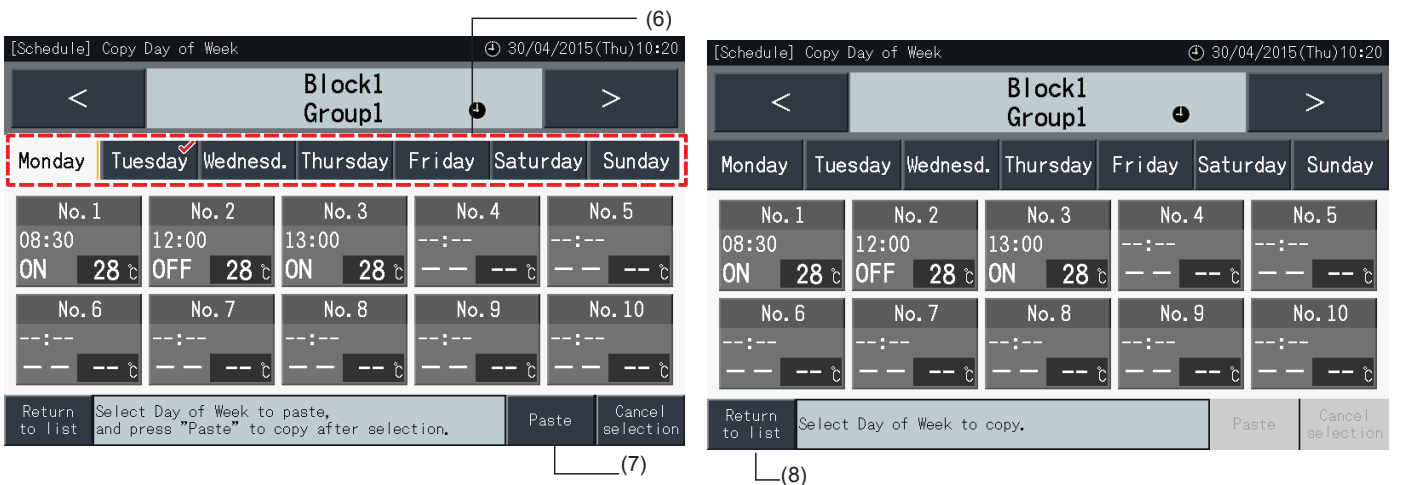 (6)
[Schedule] Copy Day of Week 30/04/2015(Thu)10:20
Block1
< >
Group1
Monday Tuesday Wednesd. Thursday Friday Saturday Sunday
No.1 No.2 No.3 No.4 No.5
08:30 12:00 13:00 --:-- --:--
ON 28℃ OFF 28℃ ON 28℃ -- --℃ -- --℃
No.6 No.7 No.8 No.9 No.10
--:-- --:-- --:-- --:-- --:--
-- --℃ -- --℃ -- --℃ -- --℃ -- --℃
Return to list
Select Day of Week to paste,
and press "Paste" to copy after selection.
Paste
Cancel selection
(7)
[Schedule] Copy Day of Week 30/04/2015(Thu)10:20
Block1
< >
Group1
Monday Tuesday Wednesd. Thursday Friday Saturday Sunday
No.1 No.2 No.3 No.4 No.5
08:30 12:00 13:00 --:-- --:--
ON 28℃ OFF 28℃ ON 28℃ -- --℃ -- --℃
No.6 No.7 No.8 No.9 No.10
--:-- --:-- --:-- --:-- --:--
-- --℃ -- --℃ -- --℃ -- --℃ -- --℃
Return to list
Select Day of Week to copy.
Paste
Cancel selection
(8)